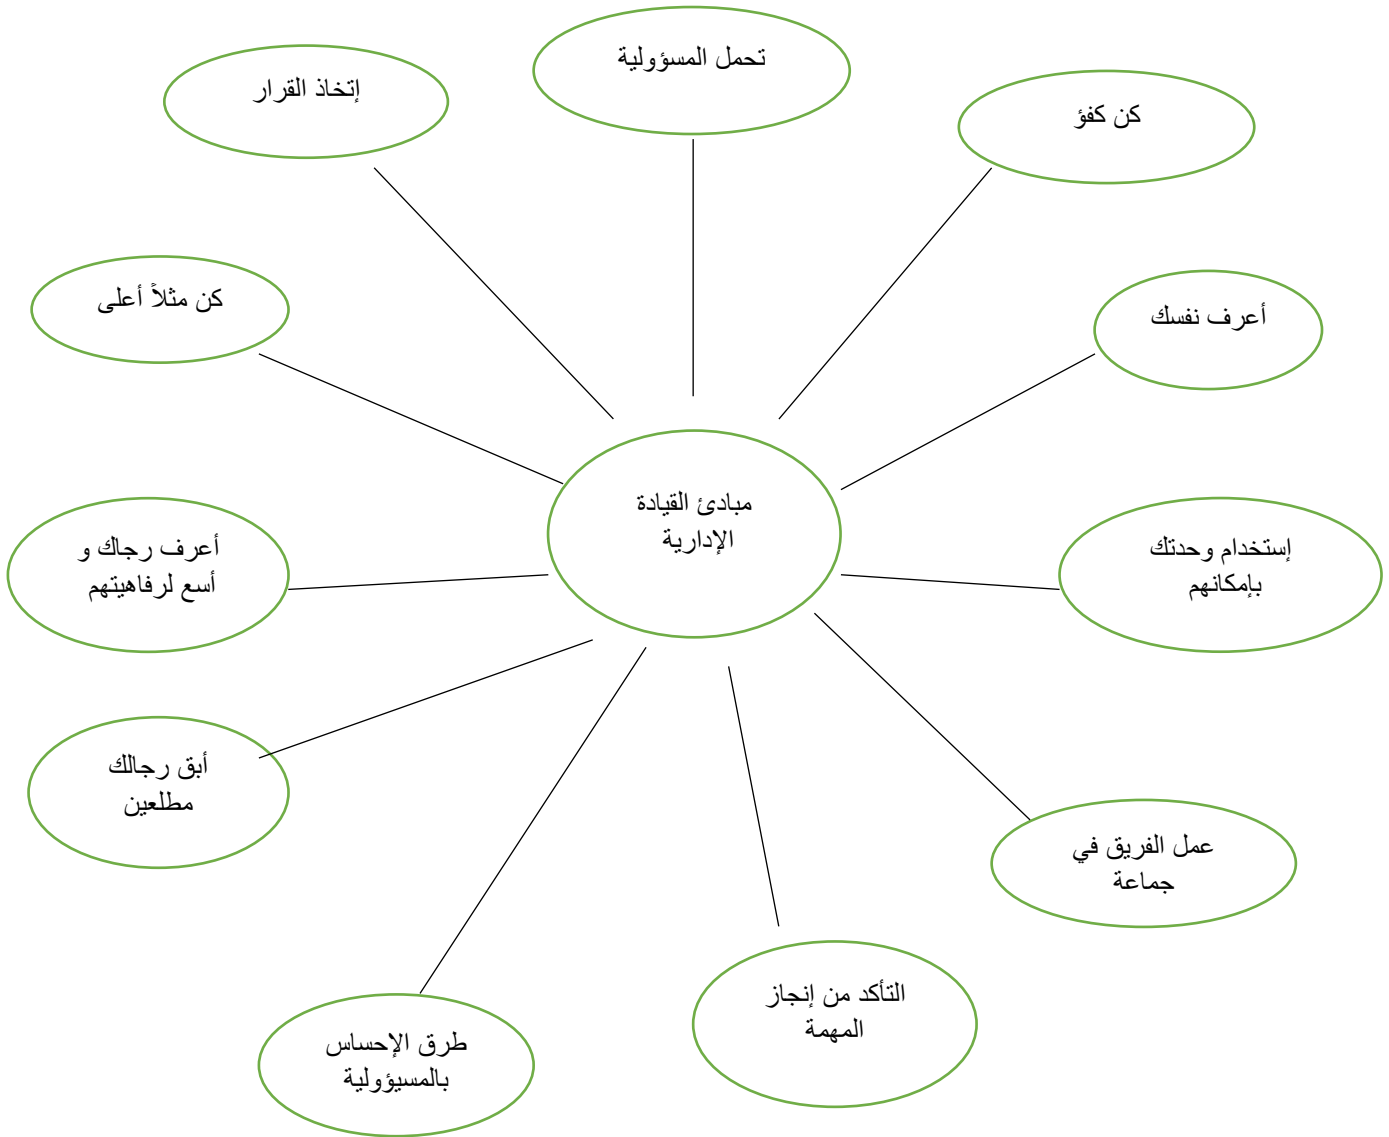 تحمل المسؤولية
إتخاذ القرار
كن كفؤ
كن مثلاً أعلى
أعرف نفسك
مبادئ القيادة
الإدارية
أعرف رجاك و
أسع لرفاهيتهم
إستخدام وحدتك
بإمكانهم
أبق رجالك
مطلعين
عمل الفريق في
جماعة
التأكد من إنجاز
المهمة
طرق الإحساس
بالمسيؤولية